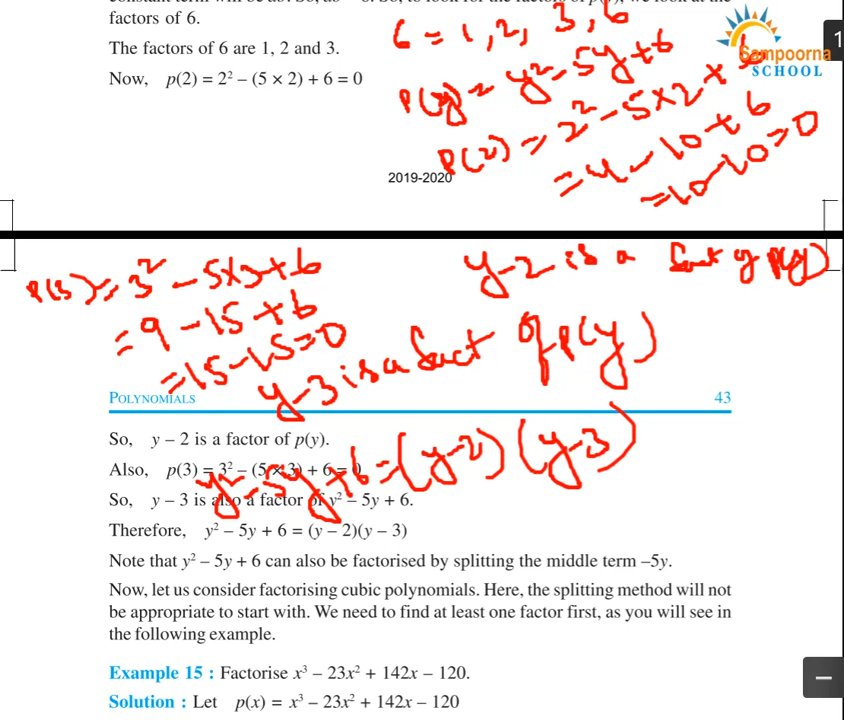 factors of 6.
6 = 1, 2, 3, 6
The factors of 6 are 1, 2 and 3.
Sampoorna
SCHOOL
1
Now, p(2) = 2² – (5 × 2) + 6 = 0
p(y) = y² - 5y + 6
p(2) = 2² - 5×2 + 6
= 4 - 10 + 6
= 10 - 10 = 0
2019-2020
p(3) = 3² - 5×3 + 6
y-2 is a fact of p(y)
= 9 - 15 + 6
= 15 - 15 = 0
y-3 is a fact of p(y)
POLYNOMIALS 43
So, y – 2 is a factor of p(y).
y² - 5y + 6 = (y-2) (y-3)
Also, p(3) = 3² – (5 × 3) + 6 = 0
So, y – 3 is also a factor of y² – 5y + 6.
Therefore, y² – 5y + 6 = (y – 2)(y – 3)
Note that y² – 5y + 6 can also be factorised by splitting the middle term –5y.
Now, let us consider factorising cubic polynomials. Here, the splitting method will not
be appropriate to start with. We need to find at least one factor first, as you will see in
the following example.
Example 15 : Factorise x³ – 23x² + 142x – 120.
Solution : Let p(x) = x³ – 23x² + 142x – 120